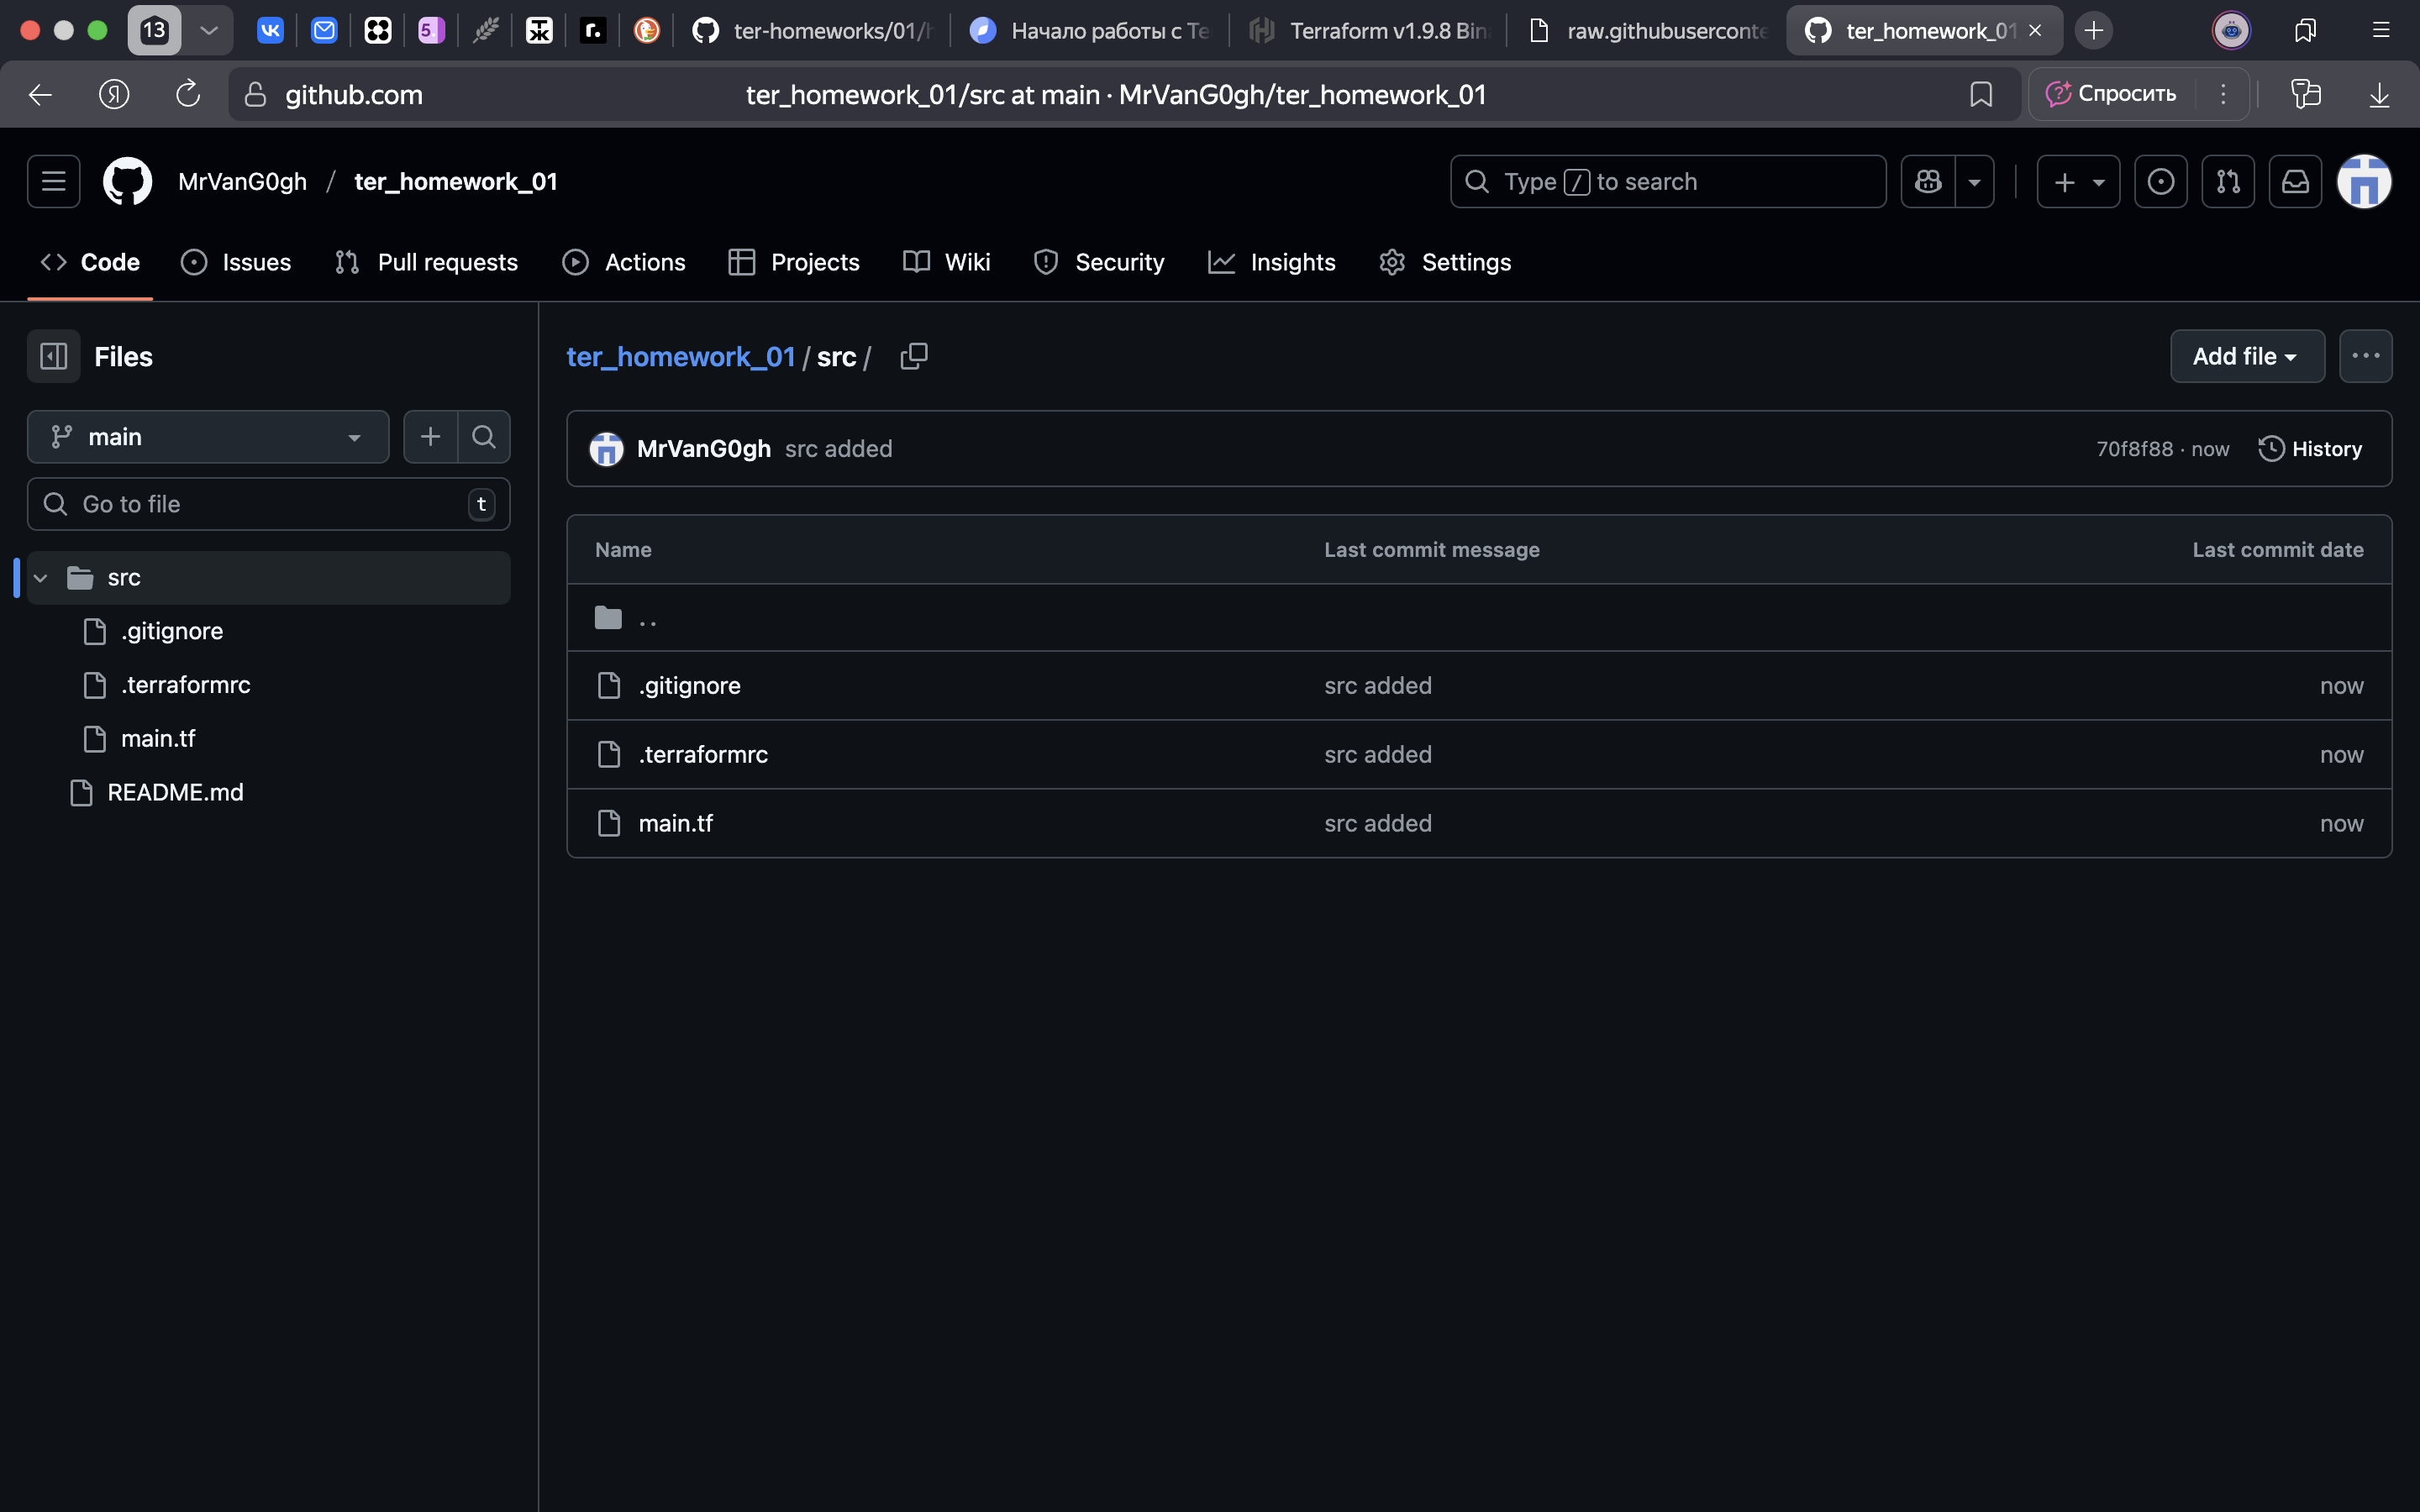 13
5.
r.
ter-homeworks/01/h
Начало работы с Te
Terraform v1.9.8 Bin
raw.githubuserconte
ter_homework_01
Я
github.com
ter_homework_01/src at main · MrVanG0gh/ter_homework_01
Спросить
MrVanG0gh / ter_homework_01
Type / to search
Code
Issues
Pull requests
Actions
Projects
Wiki
Security
Insights
Settings
Files
main
Go to file
t
src
.gitignore
.terraformrc
main.tf
README.md
ter_homework_01 / src /
Add file
MrVanG0gh src added
70f8f88 · now
History
Name Last commit message Last commit date
..
.gitignore src added now
.terraformrc src added now
main.tf src added now